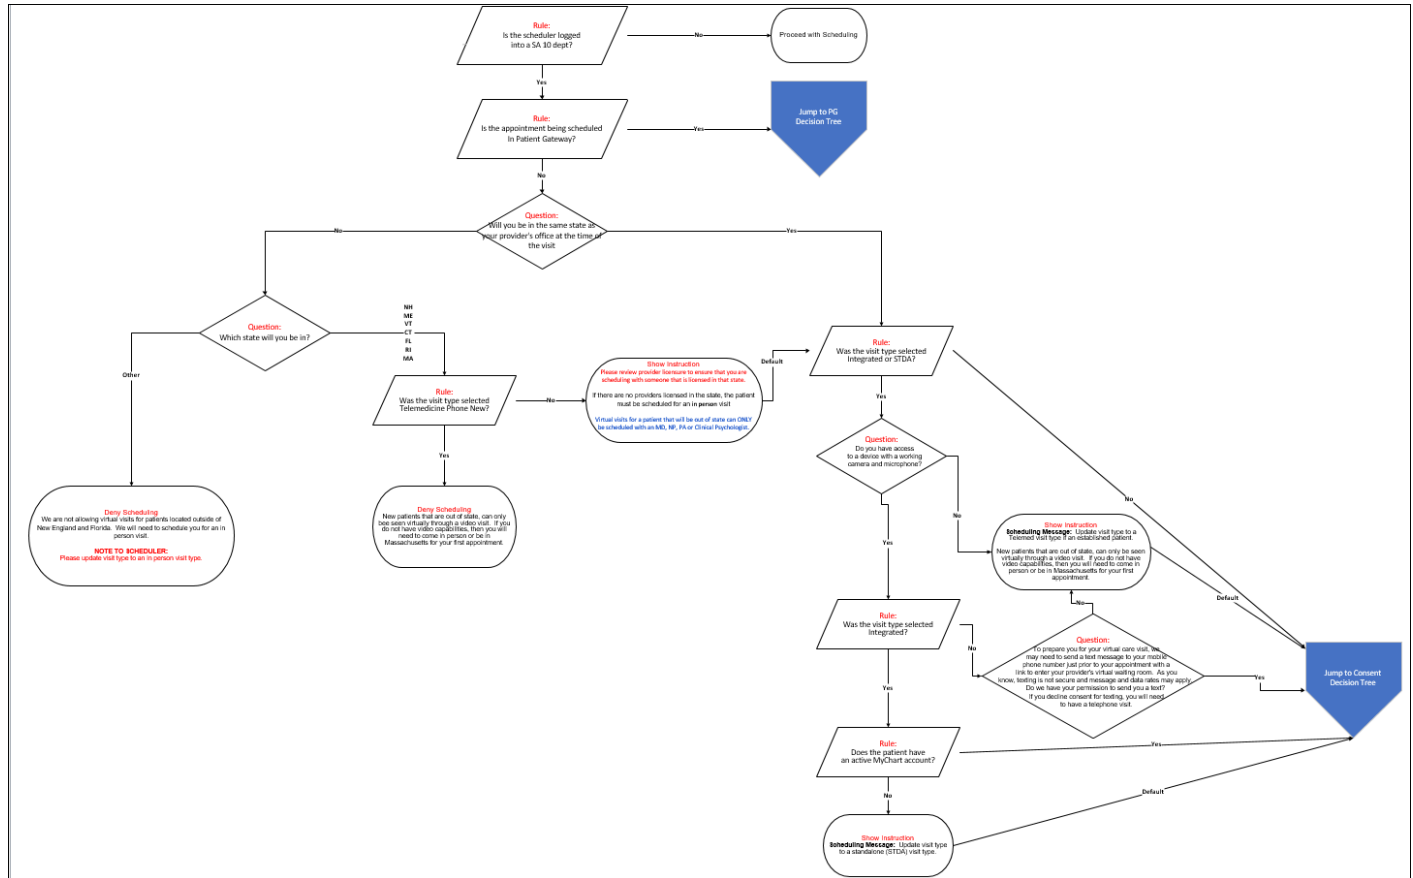 Rule:
Is the scheduler logged
into a SA 10 dept?
No
Proceed with Scheduling
Yes
Rule:
Is the appointment being scheduled
in Patient Gateway?
Yes
Jump to PG
Decision Tree
No
Question:
Will you be in the same state as
your provider's office at the time of
the visit
No
Yes
Question:
Which state will you be in?
NH
ME
VT
CT
FL
RI
MA
Other
Rule:
Was the visit type selected
Telemedicine Phone New?
No
Yes
Show Instruction
Please review provider licensure to ensure that you are
scheduling with someone that is licensed in that state.
If there are no providers licensed in the state, the patient
must be scheduled for an in person visit
Virtual visits for a patient that will be out of state can ONLY
be scheduled with an MD, NP, PA or Clinical Psychologist.
Default
Rule:
Was the visit type selected
Integrated or STDA?
Yes
No
Question:
Do you have access
to a device with a working
camera and microphone?
No
Yes
Deny Scheduling
We are not allowing virtual visits for patients located outside of
New England and Florida. We will need to schedule you for an in
person visit.
NOTE TO SCHEDULER:
Please update visit type to an in person visit type.
Deny Scheduling
New patients that are out of state, can only
bee seen virtually through a video visit. If you
do not have video capabilities, then you will
need to come in person or be in
Massachusetts for your first appointment.
Show Instruction
Scheduling Message: Update visit type to a
Telemed visit type if an established patient.
New patients that are out of state, can only be seen
virtually through a video visit. If you do not have
video capabilities, then you will need to come in
person or be in Massachusetts for your first
appointment.
Default
Rule:
Was the visit type selected
Integrated?
No
Yes
No
Question:
To prepare you for your virtual care visit, we
may need to send a text message to your mobile
phone number just prior to your appointment with a
link to enter your provider's virtual waiting room. As you
know, texting is not secure and message and data rates may apply.
Do we have your permission to send you a text?
If you decline consent for texting, you will need
to have a telephone visit.
Yes
Jump to Consent
Decision Tree
Rule:
Does the patient have
an active MyChart account?
Yes
No
Show Instruction
Scheduling Message: Update visit type
to a standalone (STDA) visit type.
Default